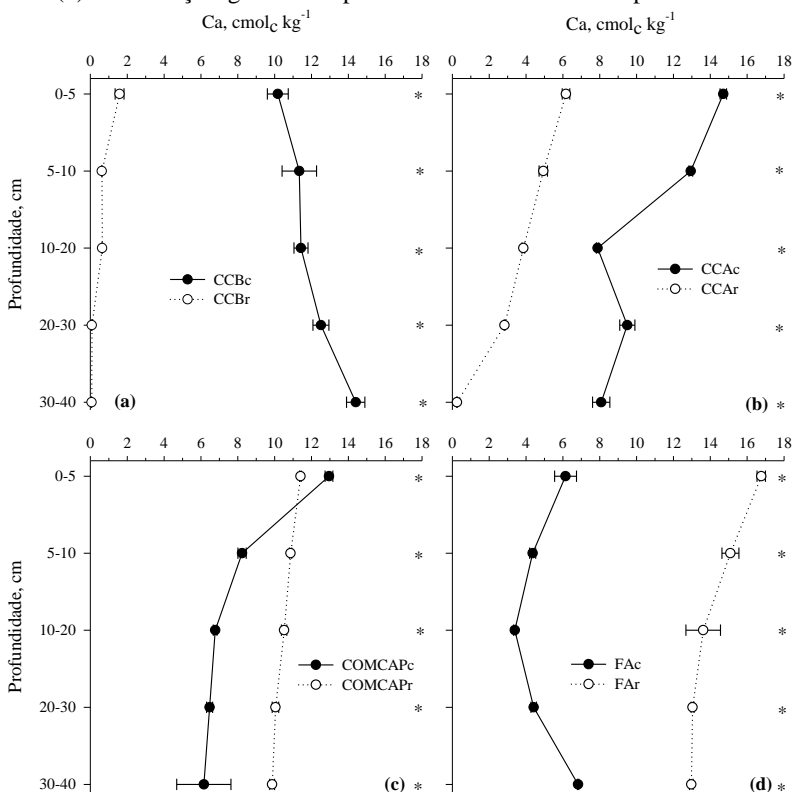 Ca, cmolc kg-1 Ca, cmolc kg-1
0 2 4 6 8 10 12 14 16 18 0 2 4 6 8 10 12 14 16 18
0-5 * *
5-10 * *
10-20 * *
CCBc CCAc
CCBr CCAr
20-30 * *
30-40 (a) * (b) *
Profundidade, cm
0 2 4 6 8 10 12 14 16 18 0 2 4 6 8 10 12 14 16 18
0-5 * *
5-10 * *
10-20 * *
COMCAPc FAc
COMCAPr FAr
20-30 * *
30-40 (c) * (d) *
Profundidade, cm